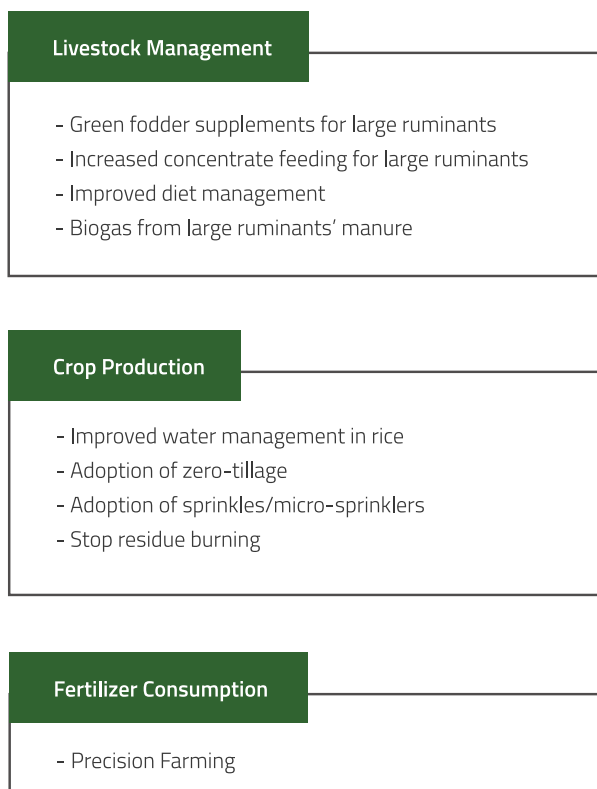 Livestock Management
- Green fodder supplements for large ruminants
- Increased concentrate feeding for large ruminants
- Improved diet management
- Biogas from large ruminants’ manure
Crop Production
- Improved water management in rice
- Adoption of zero-tillage
- Adoption of sprinkles/micro-sprinklers
- Stop residue burning
Fertilizer Consumption
- Precision Farming